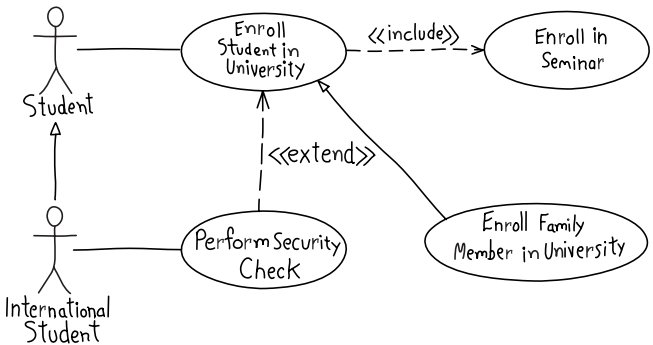 Enroll
Student in
University
<<include>>
Enroll in
Seminar
Student
<<extend>>
Perform Security
Check
Enroll Family
Member in University
International
Student